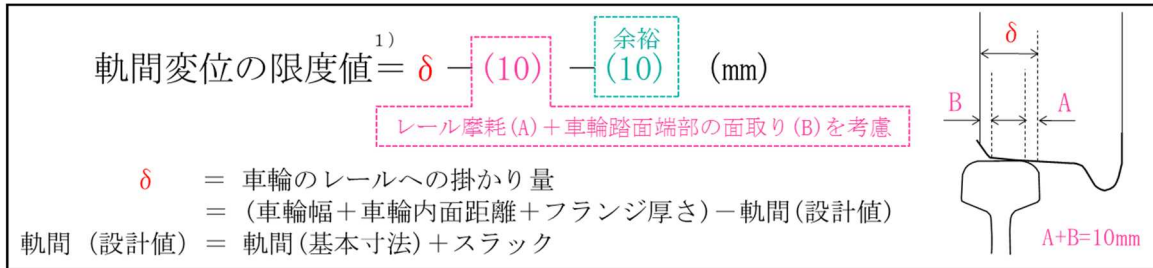 軌間変位の限度値1)= δ －(10) －(10) (mm)
余裕
レール摩耗(A)＋車輪踏面端部の面取り(B)を考慮
δ ＝ 車輪のレールへの掛かり量
＝ (車輪幅＋車輪内面距離＋フランジ厚さ)－軌間(設計値)
軌間 (設計値) ＝ 軌間(基本寸法)＋スラック
δ
B A
A+B=10mm